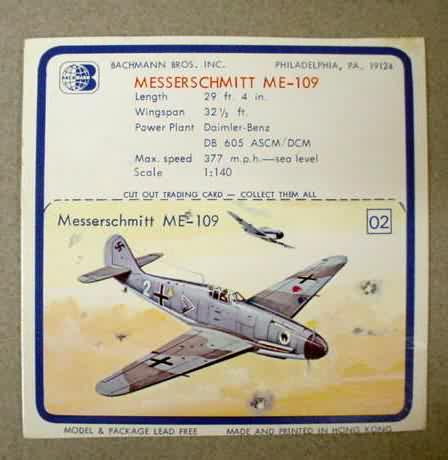 BACHMANN BROS. INC. PHILADELPHIA, PA. 19124
MESSERSCHMITT ME-109
Length 29 ft. 4 in.
Wingspan 32½ ft.
Power Plant Daimler-Benz
DB 605 ASCM/DCM
Max. speed 377 m.p.h.—sea level
Scale 1:140
CUT OUT TRADING CARD — COLLECT THEM ALL
Messerschmitt ME-109 02
2
MODEL & PACKAGE LEAD FREE MADE AND PRINTED IN HONG KONG